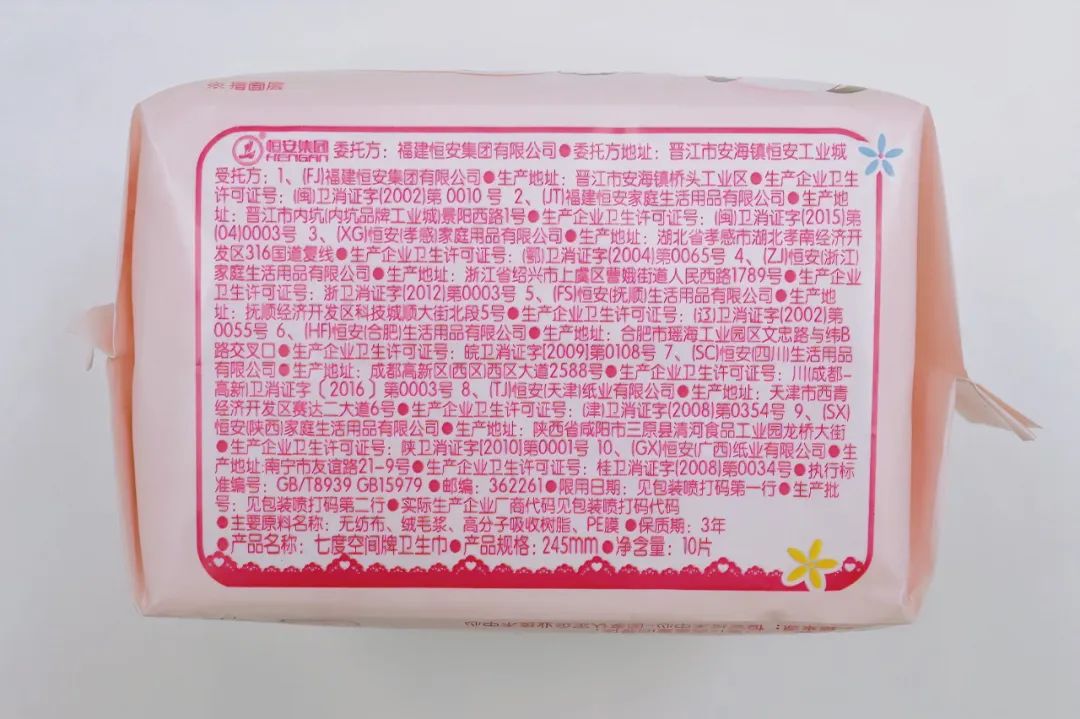 恒安集团 HENGAN 委托方：福建恒安集团有限公司●委托方地址：晋江市安海镇恒安工业城
受托方：1、(FJ)福建恒安集团有限公司●生产地址：晋江市安海镇桥头工业区●生产企业卫生
许可证号：(闽)卫消证字(2002)第0010号 2、(JT)福建恒安家庭生活用品有限公司●生产地
址：晋江市内坑(内坑品牌工业城)景阳西路1号●生产企业卫生许可证号：(闽)卫消证字(2015)第
(04)0003号 3、(XG)恒安(孝感)家庭用品有限公司●生产地址：湖北省孝感市湖北孝南经济开
发区316国道复线●生产企业卫生许可证号：(鄂)卫消证字(2004)第0065号 4、(ZJ)恒安(浙江)
家庭生活用品有限公司●生产地址：浙江省绍兴市上虞区曹娥街道人民西路1789号●生产企业
卫生许可证号：浙卫消证字(2012)第0003号 5、(FS)恒安(抚顺)生活用品有限公司●生产地
址：抚顺经济开发区科技城顺大街北段5号●生产企业卫生许可证号：(辽)卫消证字(2002)第
0055号 6、(HF)恒安(合肥)生活用品有限公司●生产地址：合肥市瑶海工业园区文忠路与纬B
路交叉口●生产企业卫生许可证号：皖卫消证字[2009]第0108号 7、(SC)恒安(四川)生活用品
有限公司●生产地址：成都高新区(西区)西区大道2588号●生产企业卫生许可证号：川(成都-
高新)卫消证字〔2016〕第0003号 8、(TJ)恒安(天津)纸业有限公司●生产地址：天津市西青
经济开发区赛达二大道6号●生产企业卫生许可证号：(津)卫消证字(2008)第0354号 9、(SX)
恒安(陕西)家庭生活用品有限公司●生产地址：陕西省咸阳市三原县清河食品工业园龙桥大街
●生产企业卫生许可证号：陕卫消证字[2010]第0001号 10、(GX)恒安(广西)纸业有限公司●生
产地址:南宁市友谊路21-9号●生产企业卫生许可证号：桂卫消证字(2008)第0034号●执行标
准编号：GB/T8939 GB15979 ●邮编：362261●限用日期：见包装喷打码第一行●生产批
号：见包装喷打码第二行●实际生产企业厂商代码见包装喷打码代码
●主要原料名称：无纺布、绒毛浆、高分子吸收树脂、PE膜 ●保质期：3年
●产品名称：七度空间牌卫生巾●产品规格：245mm●净含量：10片